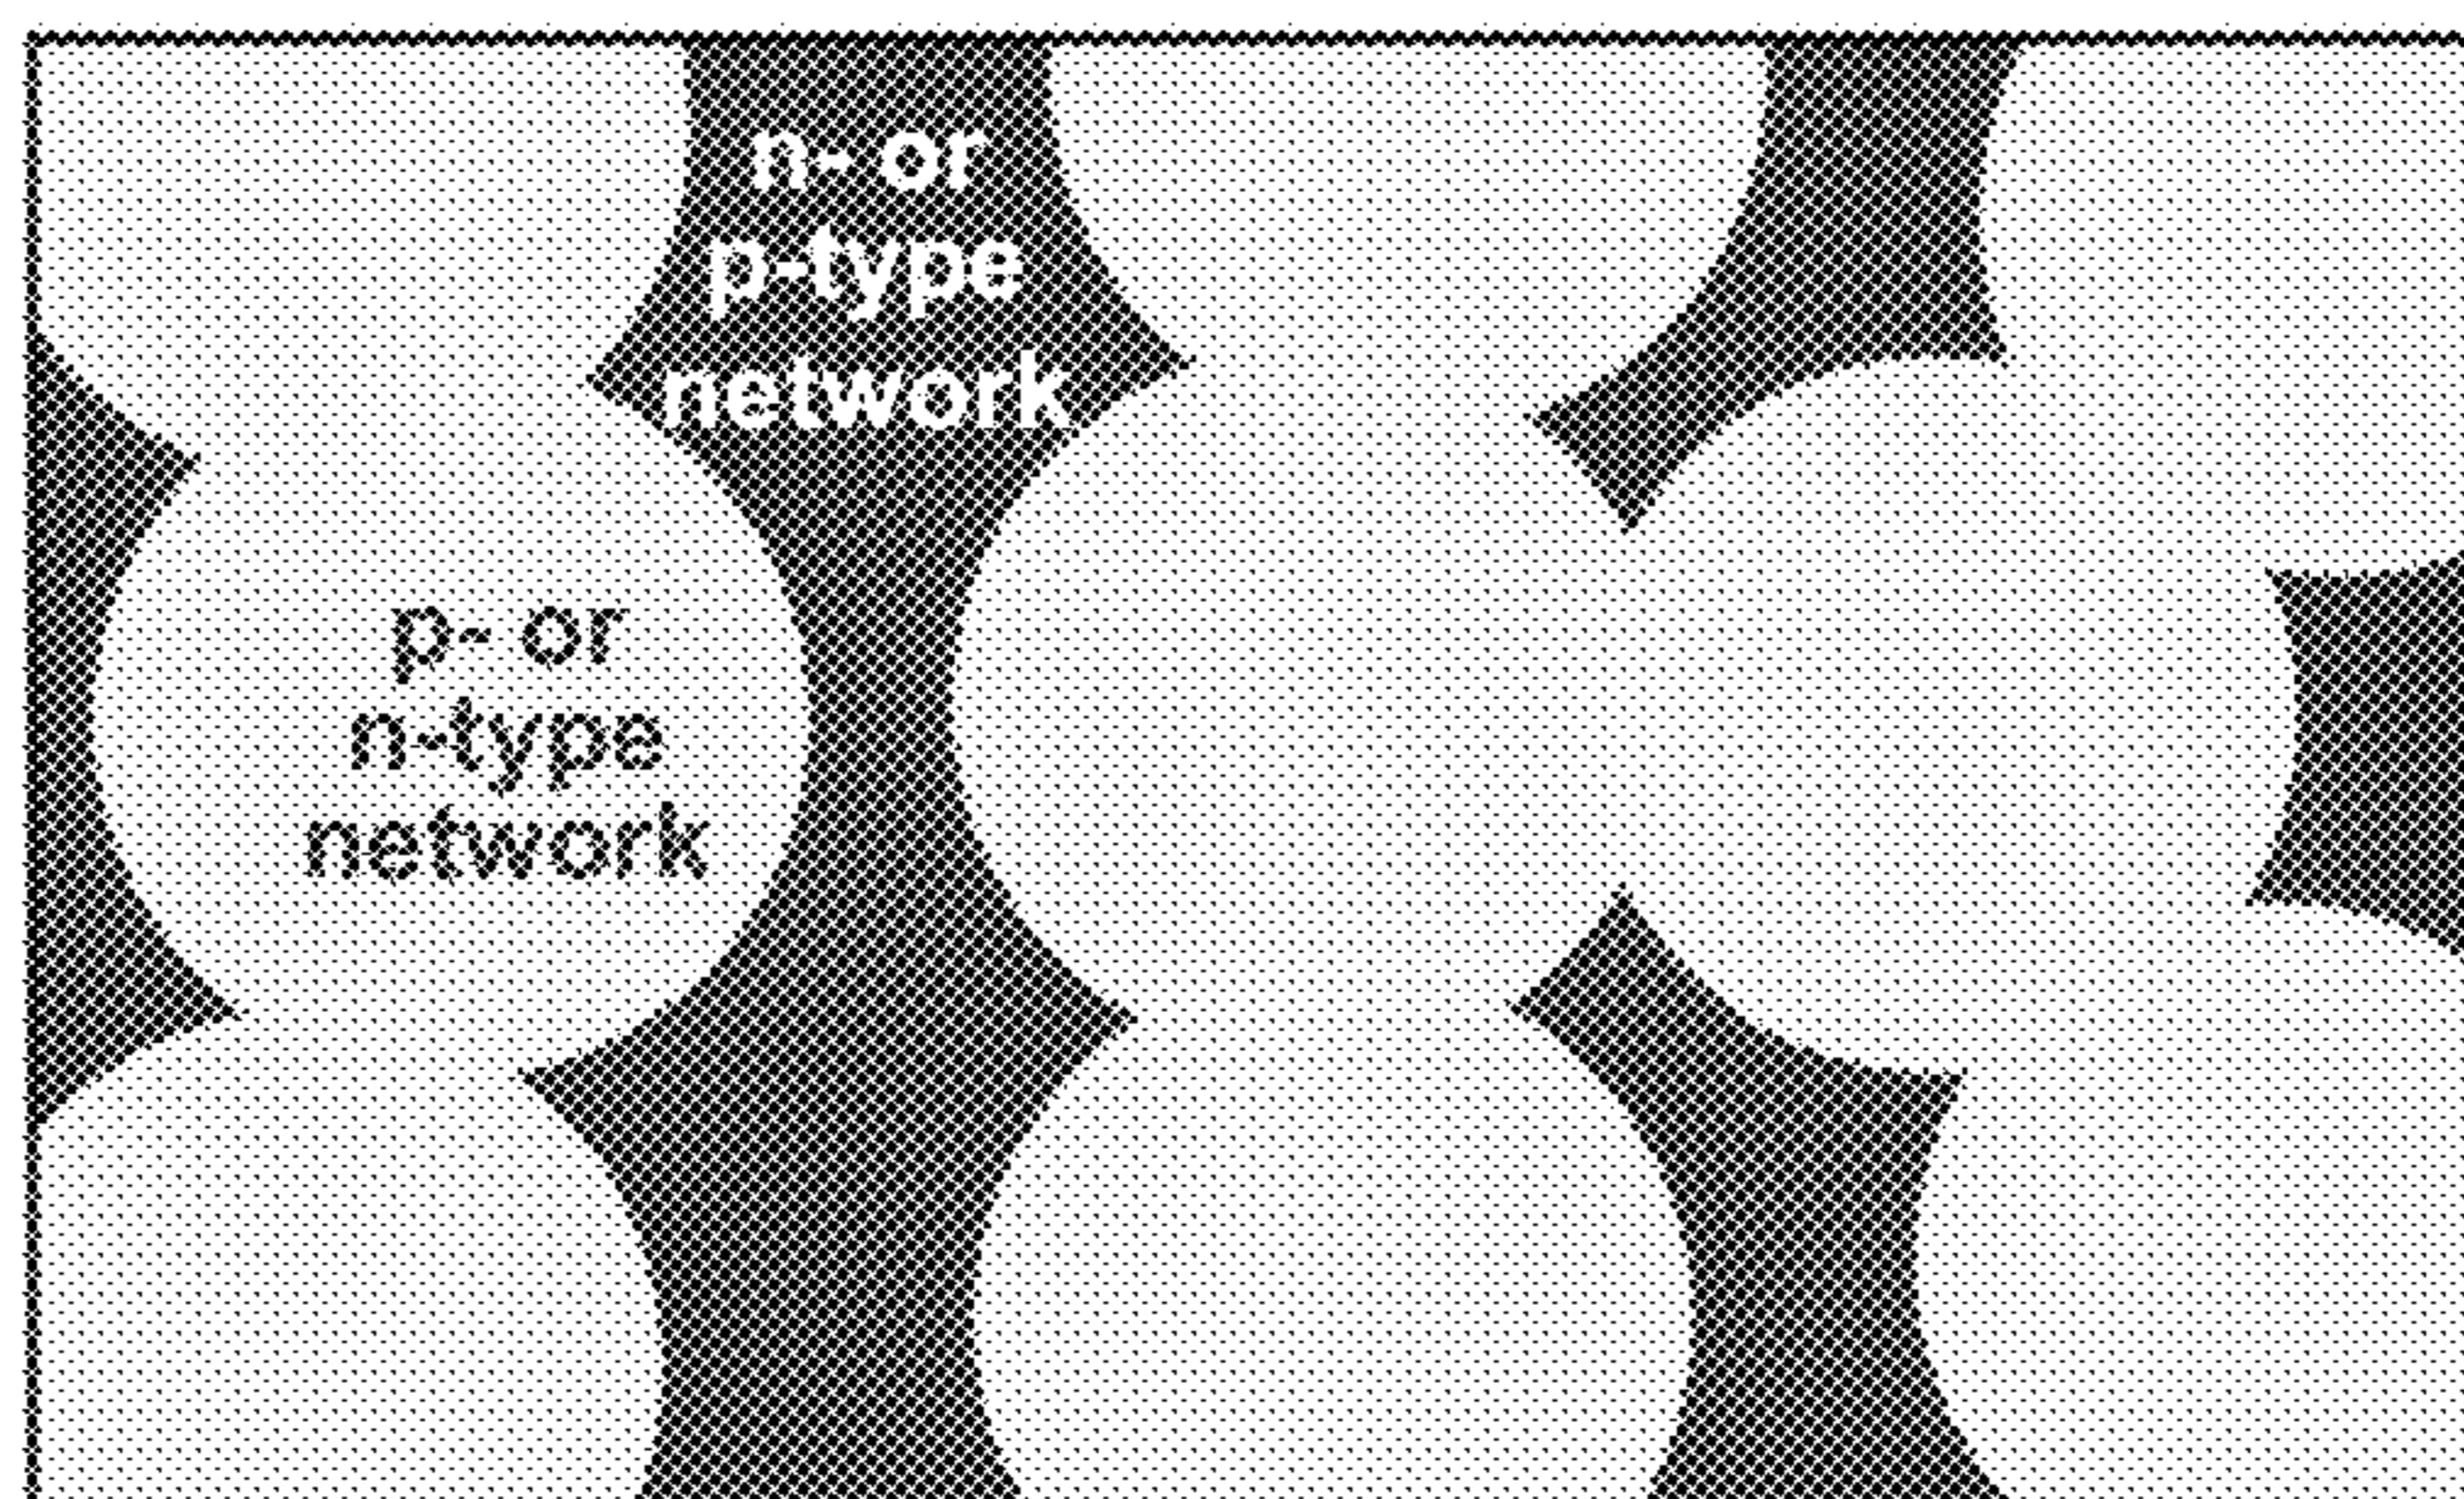 n- or
p-type
network
p- or
n-type
network